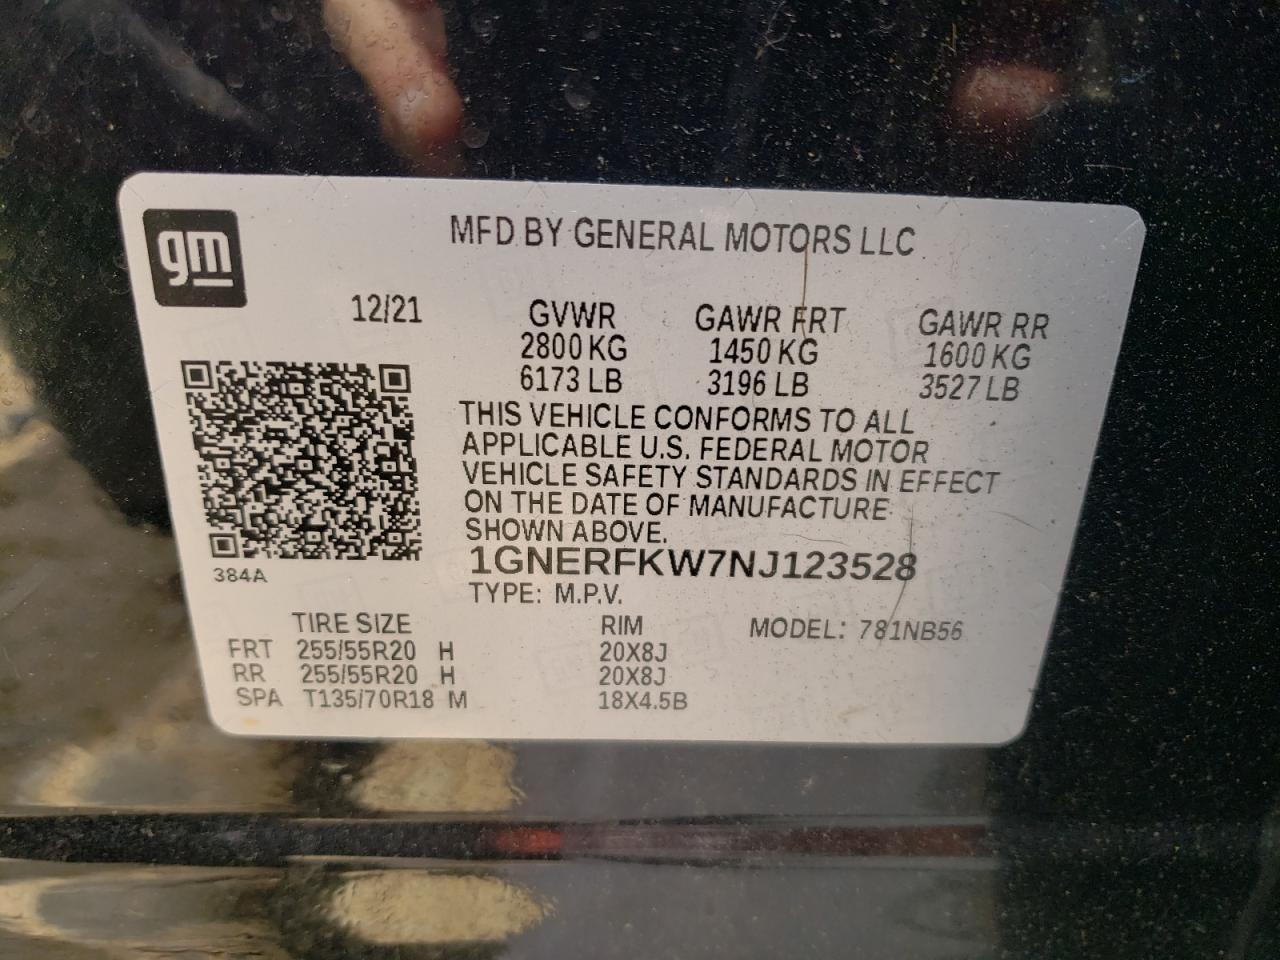 gm
MFD BY GENERAL MOTORS LLC
12/21 GVWR GAWR FRT GAWR RR
2800 KG 1450 KG 1600 KG
6173 LB 3196 LB 3527 LB
THIS VEHICLE CONFORMS TO ALL
APPLICABLE U.S. FEDERAL MOTOR
VEHICLE SAFETY STANDARDS IN EFFECT
ON THE DATE OF MANUFACTURE
SHOWN ABOVE.
1GNERFKW7NJ123528
384A
TYPE: M.P.V.
TIRE SIZE RIM MODEL: 781NB56
FRT 255/55R20 H 20X8J
RR 255/55R20 H 20X8J
SPA T135/70R18 M 18X4.5B